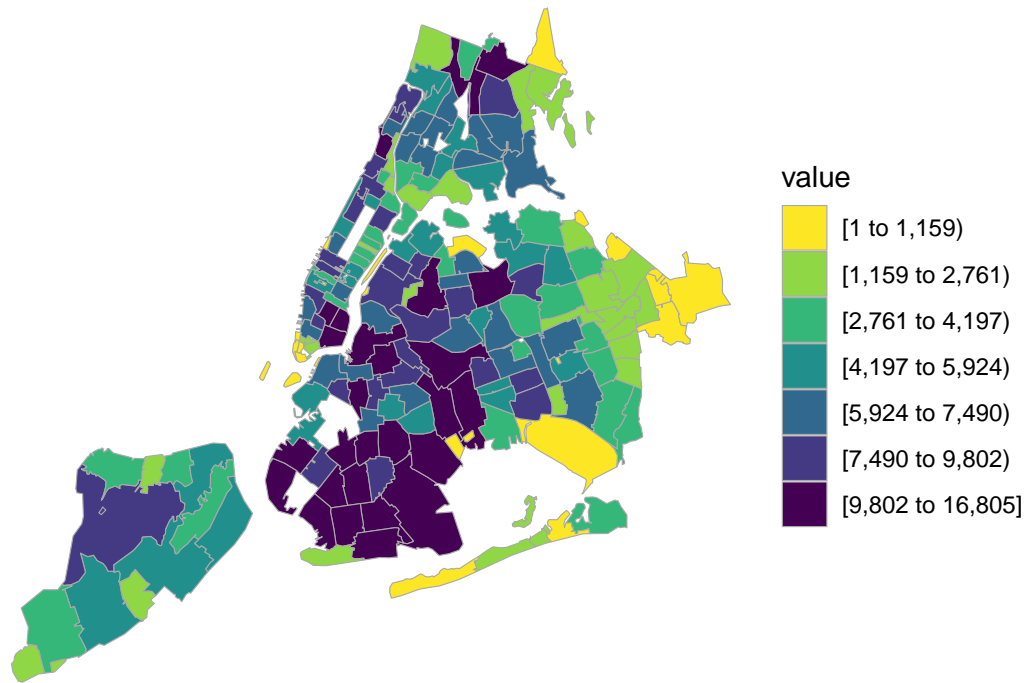 value
[1 to 1,159)
[1,159 to 2,761)
[2,761 to 4,197)
[4,197 to 5,924)
[5,924 to 7,490)
[7,490 to 9,802)
[9,802 to 16,805]